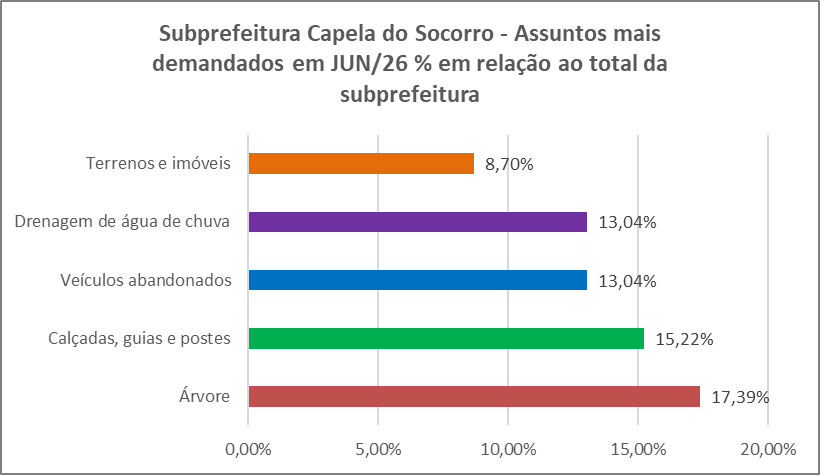 Subprefeitura Capela do Socorro - Assuntos mais
demandados em JUN/26 % em relação ao total da
subprefeitura
Terrenos e imóveis
8,70%
Drenagem de água de chuva
13,04%
Veículos abandonados
13,04%
Calçadas, guias e postes
15,22%
Árvore
17,39%
0,00% 5,00% 10,00% 15,00% 20,00%